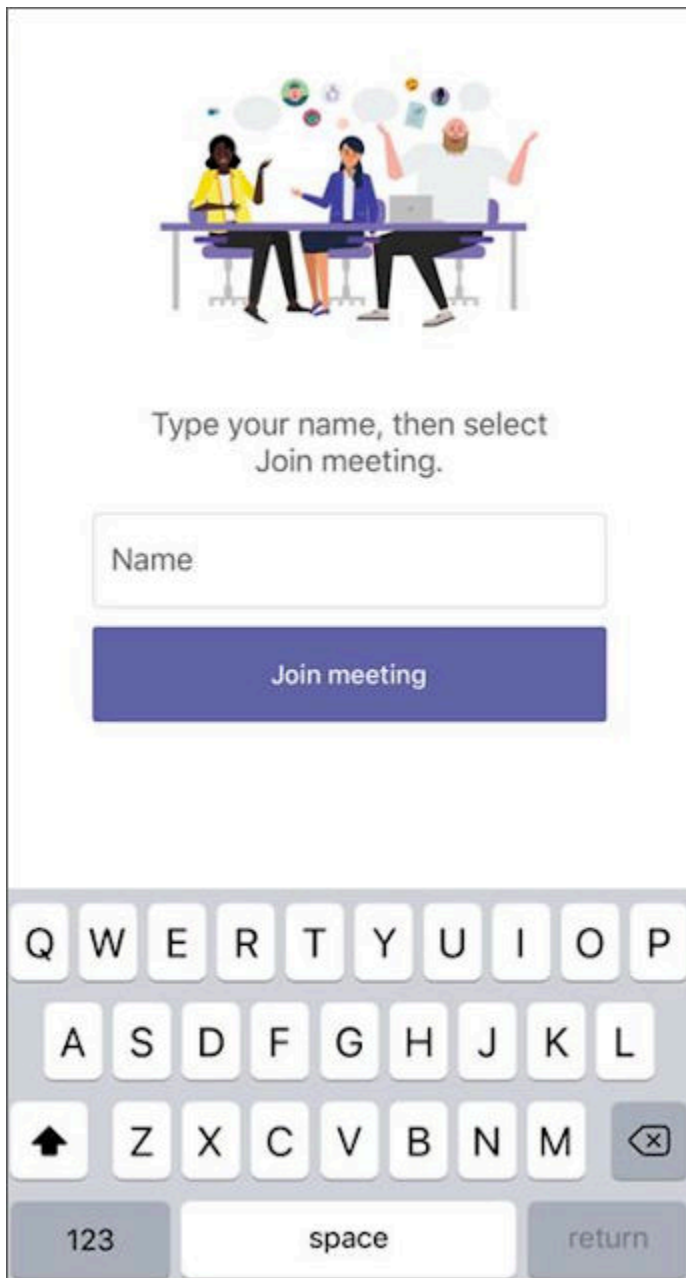 Type your name, then select
Join meeting.
Name
Join meeting
Q W E R T Y U I O P
A S D F G H J K L
Z X C V B N M
123 space return